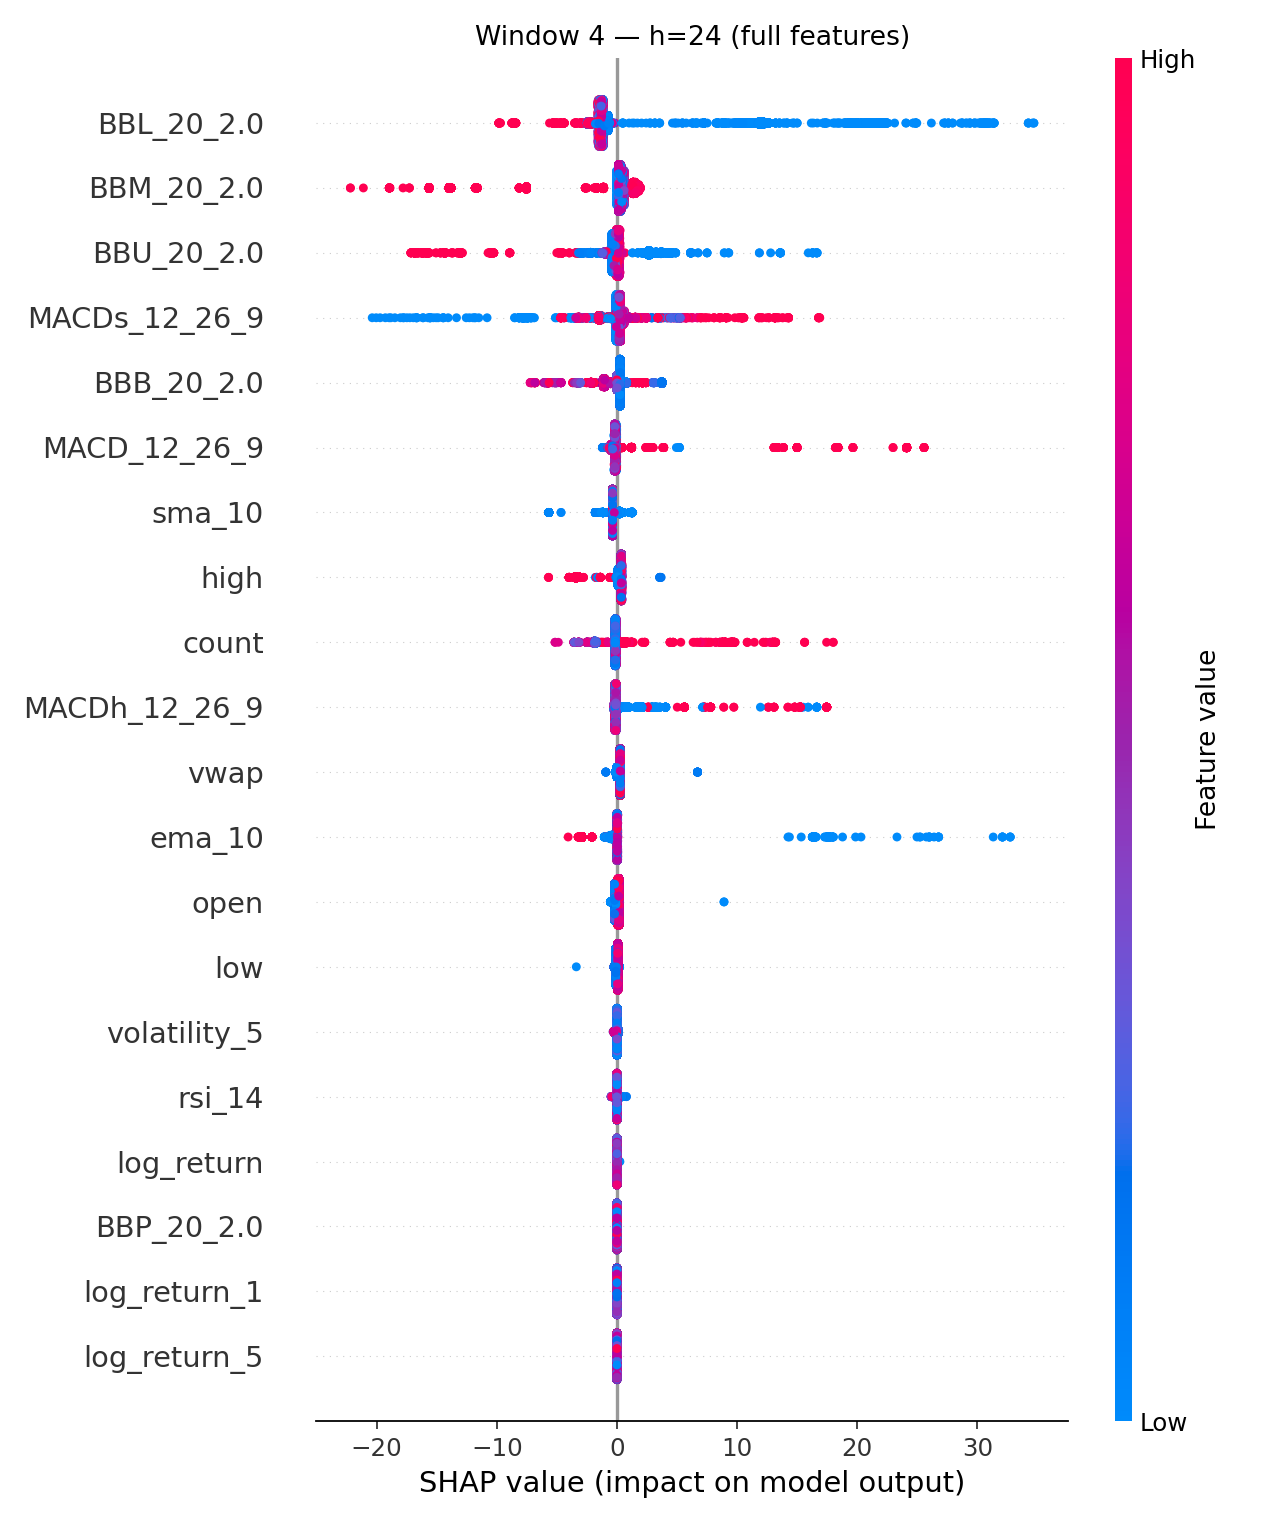 Window 4 — h=24 (full features)
High
BBL_20_2.0
BBM_20_2.0
BBU_20_2.0
MACDs_12_26_9
BBB_20_2.0
MACD_12_26_9
sma_10
high
count
MACDh_12_26_9
vwap
ema_10
open
low
volatility_5
rsi_14
log_return
BBP_20_2.0
log_return_1
log_return_5
Feature value
Low
−20 −10 0 10 20 30
SHAP value (impact on model output)